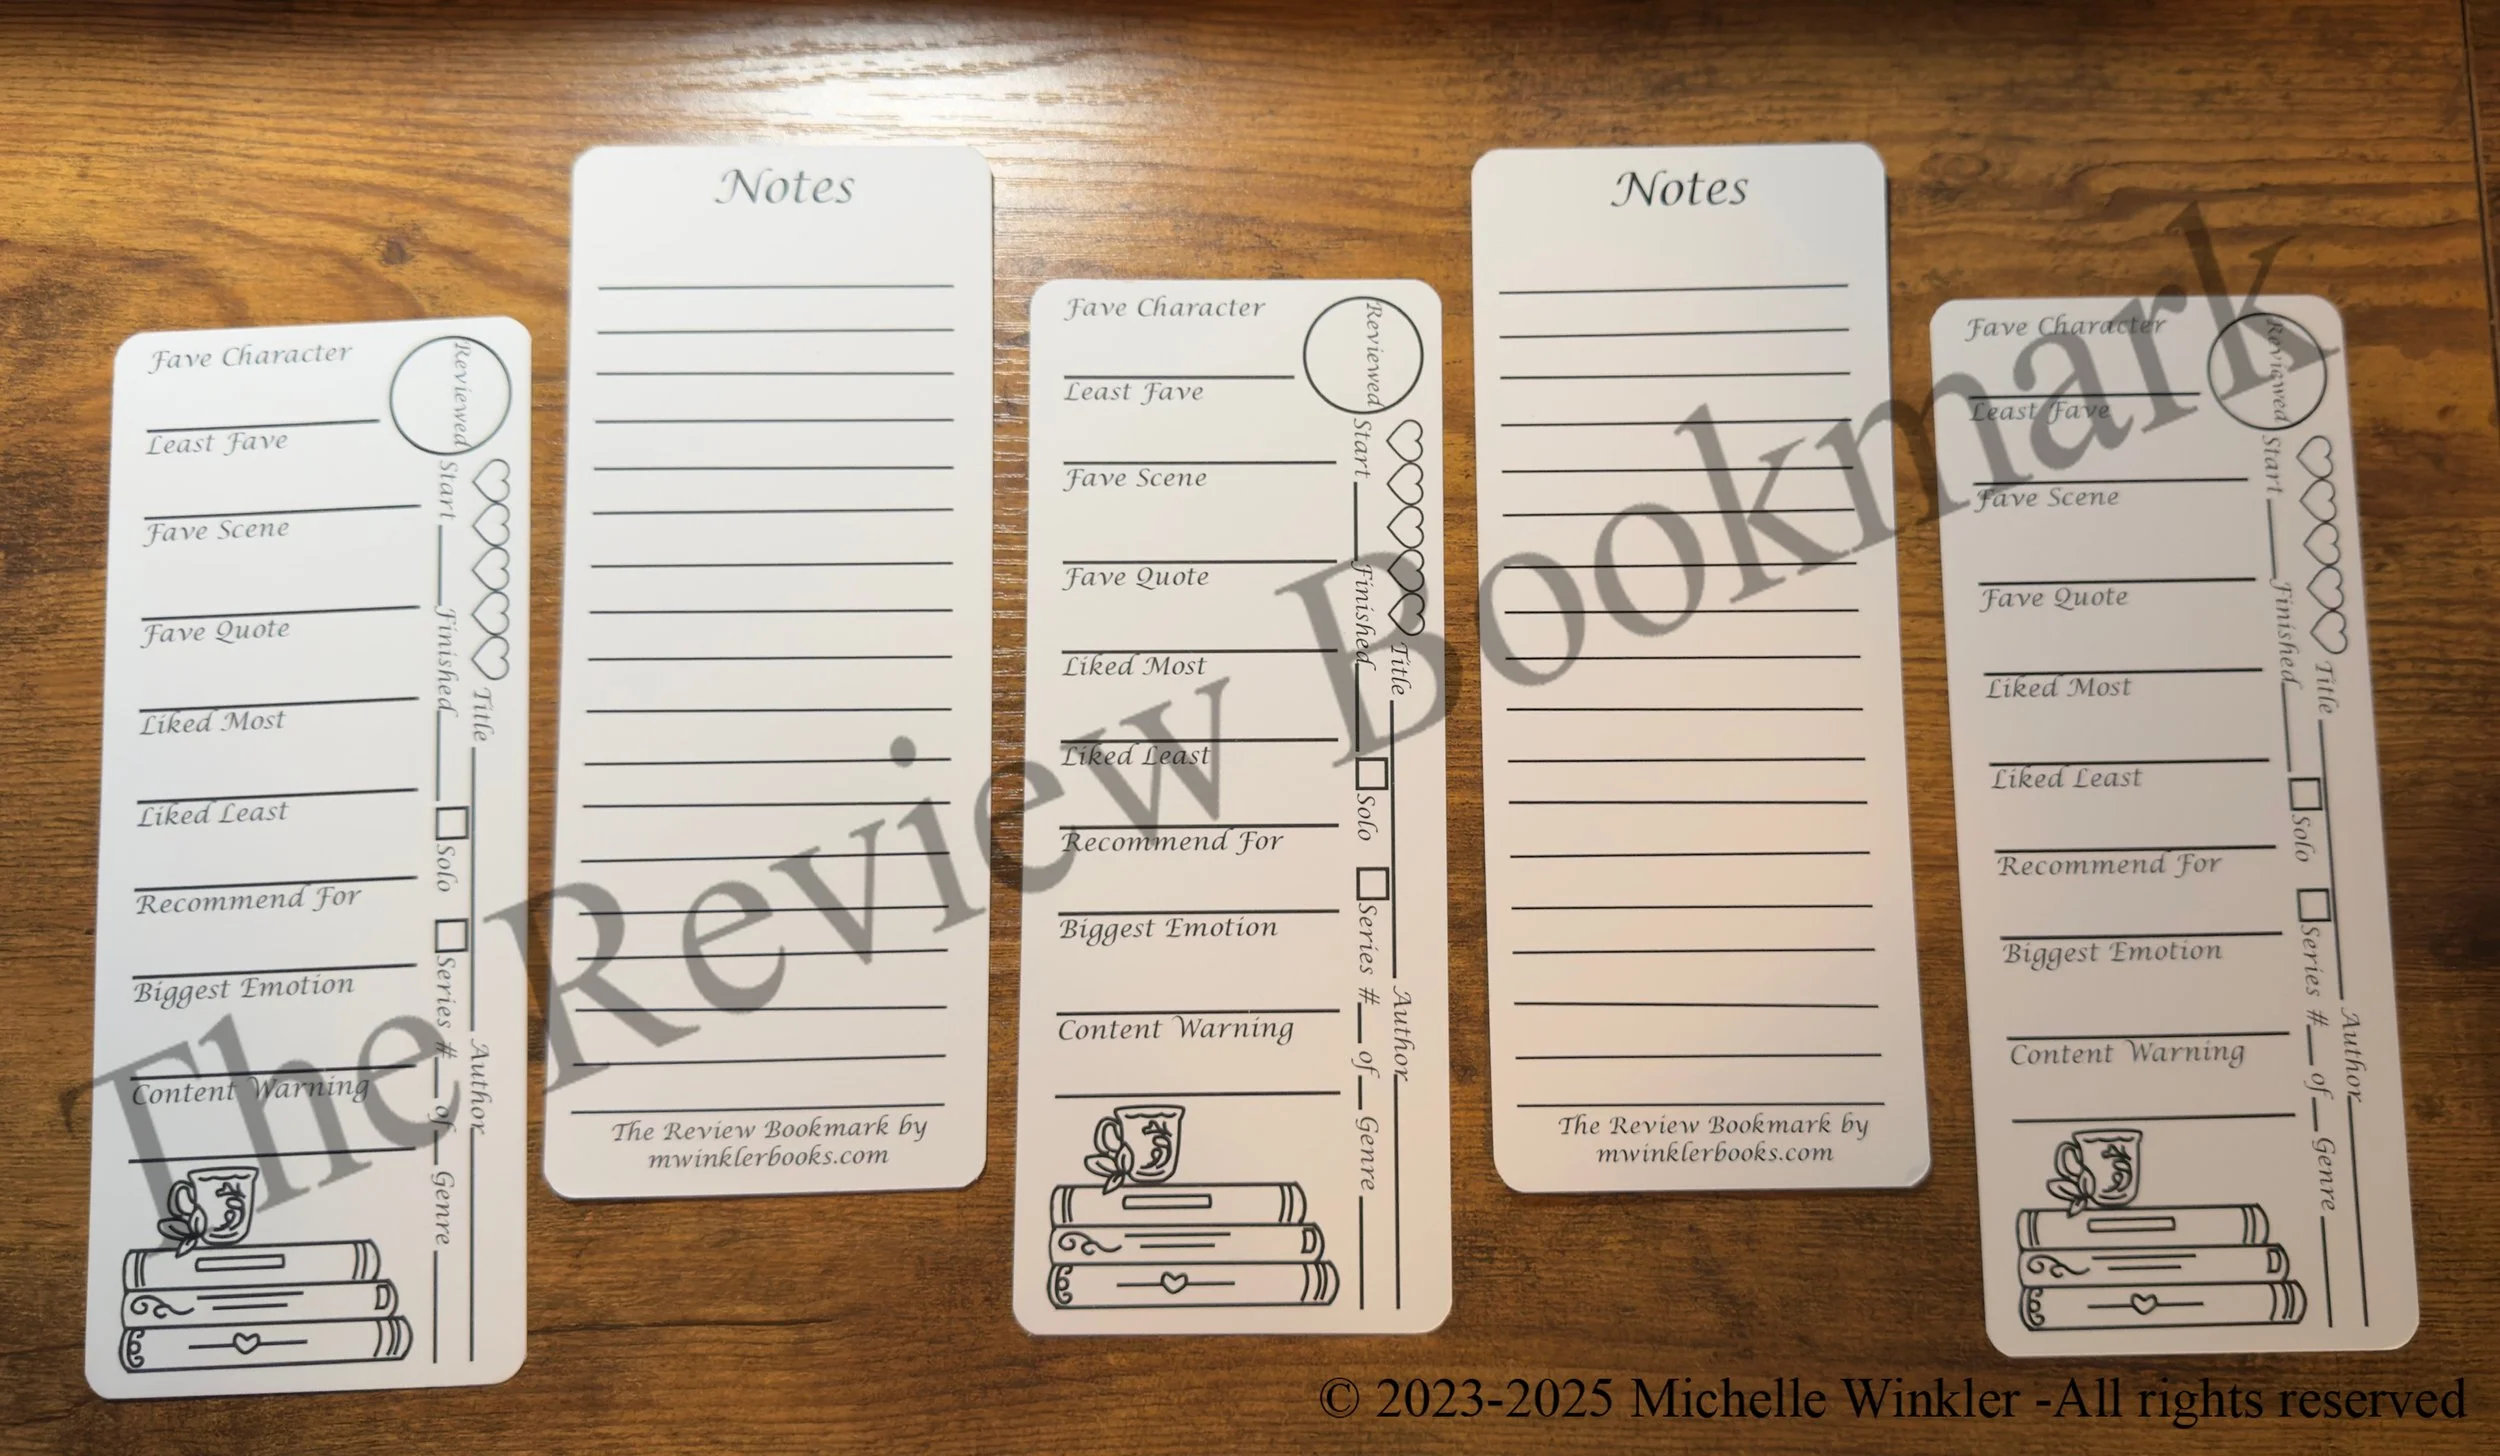 Fave Character
Least Fave
Fave Scene
Fave Quote
Liked Most
Liked Least
Recommend For
Biggest Emotion
Content Warning
Reviewed
Start Finished
Solo Series # of Genre
Title Author
Notes
The Review Bookmark by
mwinklerbooks.com
Fave Character
Least Fave
Fave Scene
Fave Quote
Liked Most
Liked Least
Recommend For
Biggest Emotion
Content Warning
Reviewed
Start Finished
Solo Series # of Genre
Title Author
Notes
The Review Bookmark by
mwinklerbooks.com
Fave Character
Least Fave
Fave Scene
Fave Quote
Liked Most
Liked Least
Recommend For
Biggest Emotion
Content Warning
Reviewed
Start Finished
Solo Series # of Genre
Title Author
The Review Bookmark
© 2023-2025 Michelle Winkler -All rights reserved